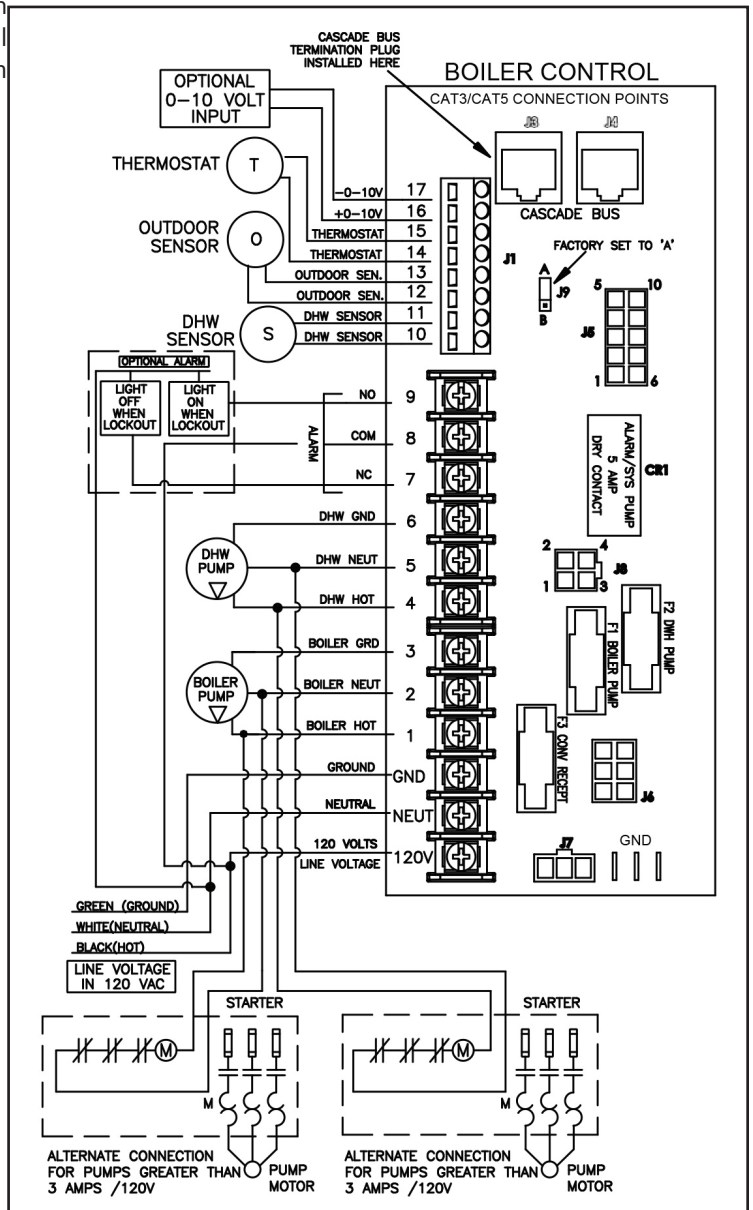 CASCADE BUS
TERMINATION PLUG
INSTALLED HERE
BOILER CONTROL
CAT3/CAT5 CONNECTION POINTS
J3
J4
CASCADE BUS
OPTIONAL
0-10 VOLT
INPUT
THERMOSTAT
T
OUTDOOR
SENSOR
O
DHW
SENSOR
S
-0-10V 17
+0-10V 16
THERMOSTAT 15
THERMOSTAT 14
OUTDOOR SEN. 13
OUTDOOR SEN. 12
DHW SENSOR 11
DHW SENSOR 10
J1
FACTORY SET TO 'A'
A
J9
B
5 10
J5
1 6
OPTIONAL ALARM
LIGHT
OFF
WHEN
LOCKOUT
LIGHT
ON
WHEN
LOCKOUT
ALARM
NO 9
COM 8
NC 7
DHW GND 6
DHW NEUT 5
DHW HOT 4
DHW
PUMP
BOILER GRD 3
BOILER NEUT 2
BOILER HOT 1
BOILER
PUMP
GROUND GND
NEUTRAL NEUT
120 VOLTS 120V
LINE VOLTAGE
ALARM/SYS PUMP
5 AMP
DRY CONTACT
CR1
2 4
1 3
J8
F2 DWH PUMP
F1 BOILER PUMP
F3 CONV RECEPT
J6
J7
GND
GREEN (GROUND)
WHITE(NEUTRAL)
BLACK(HOT)
LINE VOLTAGE
IN 120 VAC
STARTER
M
M
ALTERNATE CONNECTION
FOR PUMPS GREATER THAN
3 AMPS /120V
PUMP
MOTOR
STARTER
M
M
ALTERNATE CONNECTION
FOR PUMPS GREATER THAN
3 AMPS /120V
PUMP
MOTOR